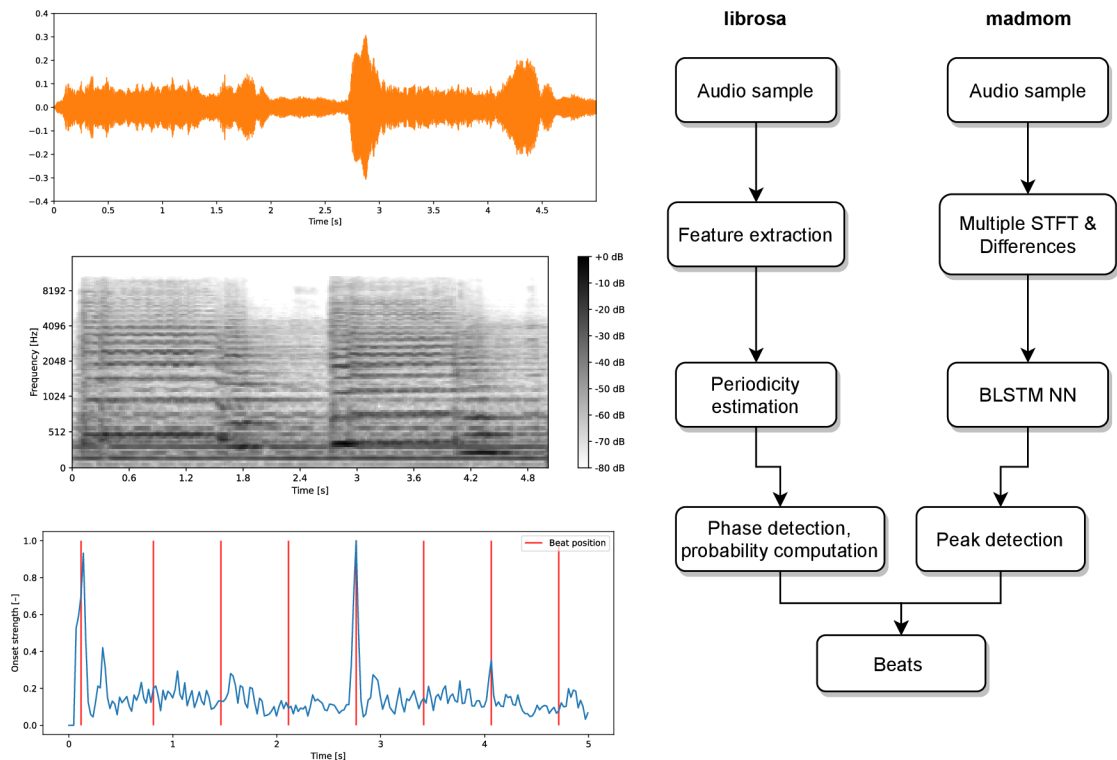 0.4
0.3
0.2
0.1
0.0
-0.1
-0.2
-0.3
-0.4
0 0.5 1 1.5 2 2.5 3 3.5 4 4.5
Time [s]
Frequency [Hz]
8192
4096
2048
1024
512
0
0 0.6 1.2 1.8 2.4 3 3.6 4.2 4.8
Time [s]
+0 dB
-10 dB
-20 dB
-30 dB
-40 dB
-50 dB
-60 dB
-70 dB
-80 dB
Onset strength [-]
1.0
0.8
0.6
0.4
0.2
0.0
Beat position
0 1 2 3 4 5
Time [s]
librosa
Audio sample
Feature extraction
Periodicity
estimation
Phase detection,
probability computation
madmom
Audio sample
Multiple STFT &
Differences
BLSTM NN
Peak detection
Beats